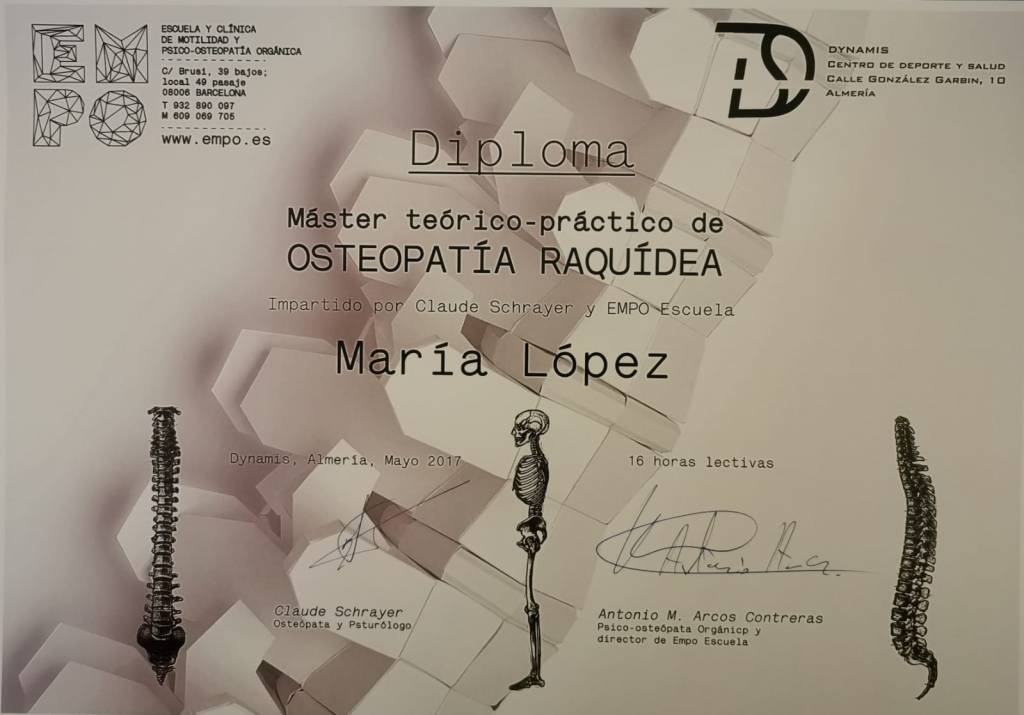 EM
PO
ESCUELA Y CLÍNICA
DE MOTILIDAD Y
PSICO-OSTEOPATÍA ORGÁNICA
C/ Brusi, 39 bajos;
local 49 pasaje
08006 BARCELONA
T 932 890 097
M 609 069 705
www.empo.es
DYNAMIS
CENTRO DE DEPORTE Y SALUD
CALLE GONZÁLEZ GARBIN, 10
ALMERÍA
Diploma
Máster teórico-práctico de
OSTEOPATÍA RAQUÍDEA
Impartido por Claude Schrayer y EMPO Escuela
María López
Dynamis, Almería, Mayo 2017
16 horas lectivas
Claude Schrayer
Osteópata y Psturólogo
Antonio M. Arcos Contreras
Psico-osteópata Orgánicp y
director de Empo Escuela